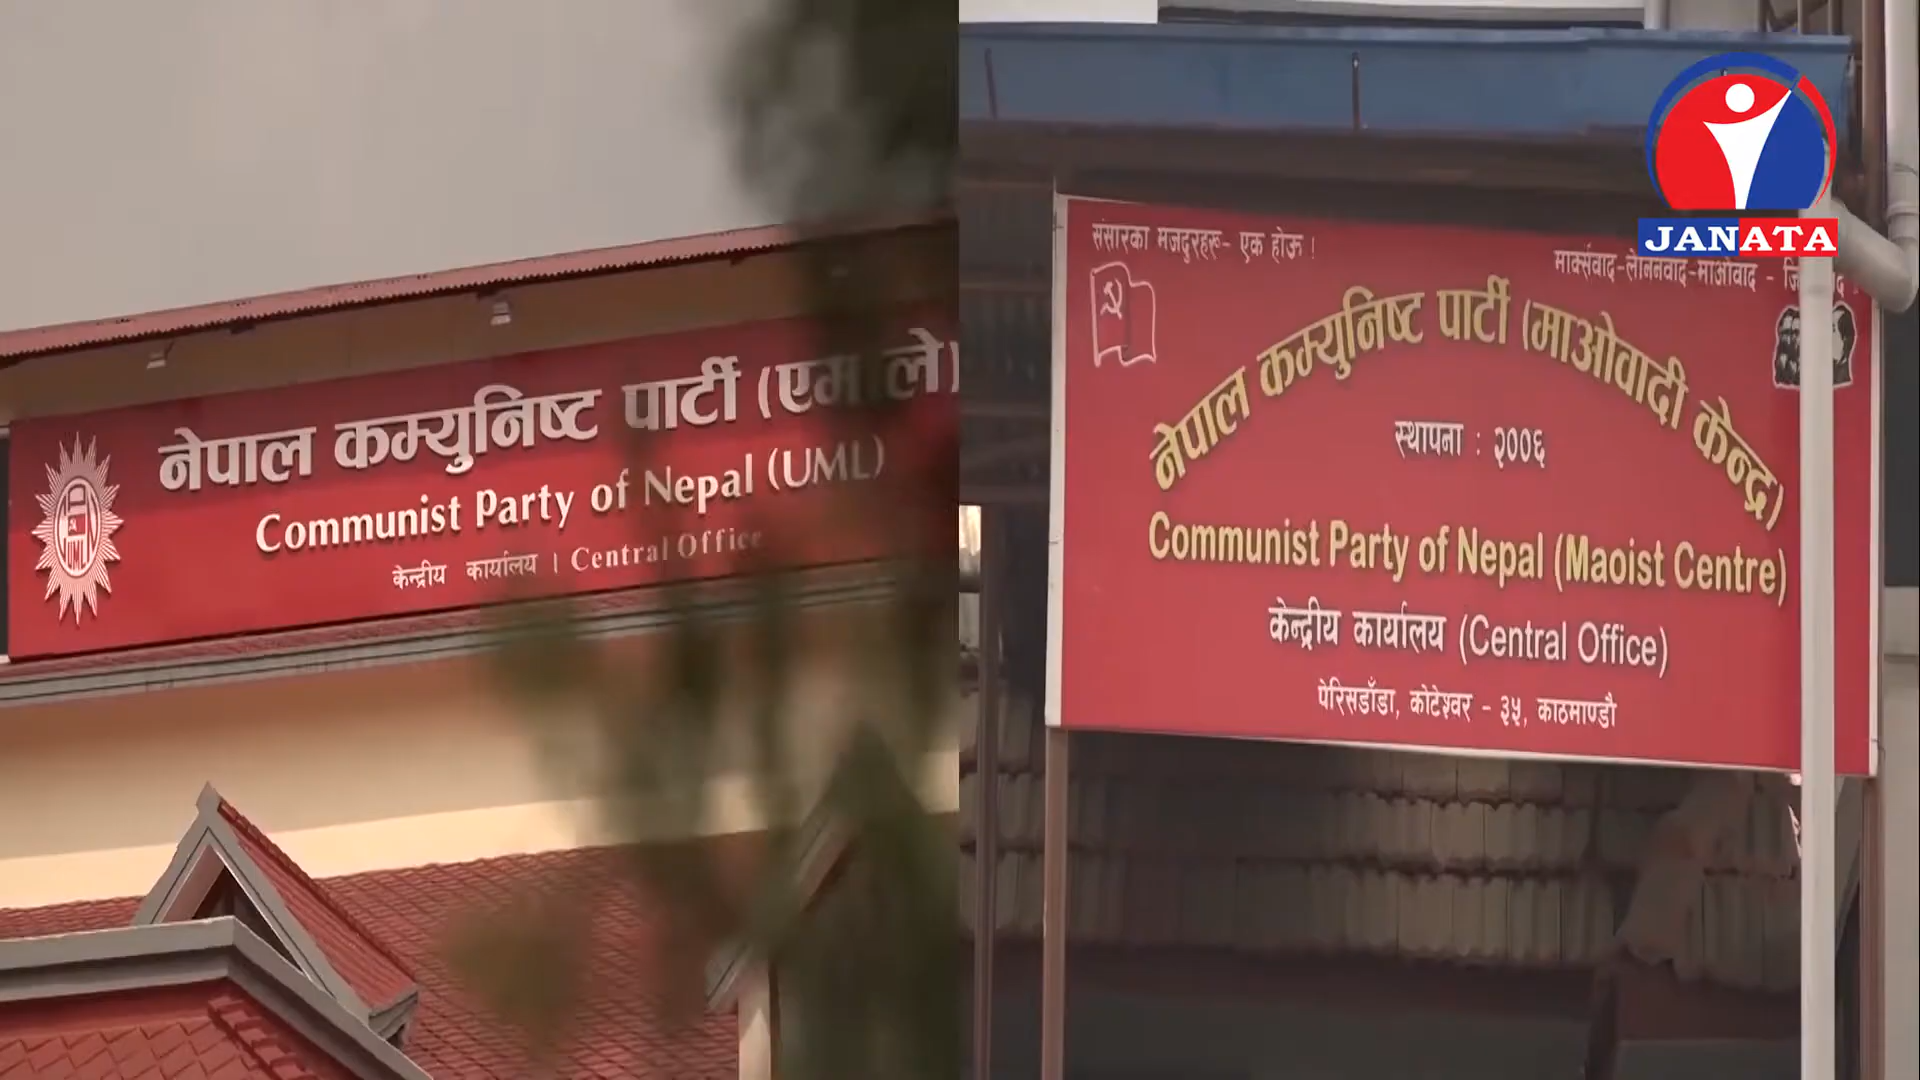 नेपाल कम्युनिष्ट पार्टी (एमाले)
Communist Party of Nepal (UML)
केन्द्रीय कार्यालय । Central Office
UML
JANATA
संसारका मजदुरहरू- एक होऊ !
मार्क्सवाद-लेनिनवाद-माओवाद -
नेपाल कम्युनिष्ट पार्टी (माओवादी केन्द्र)
स्थापना : २००६
Communist Party of Nepal (Maoist Centre)
केन्द्रीय कार्यालय (Central Office)
पेरिसडाँडा, कोटेश्वर - ३५, काठमाण्डौ